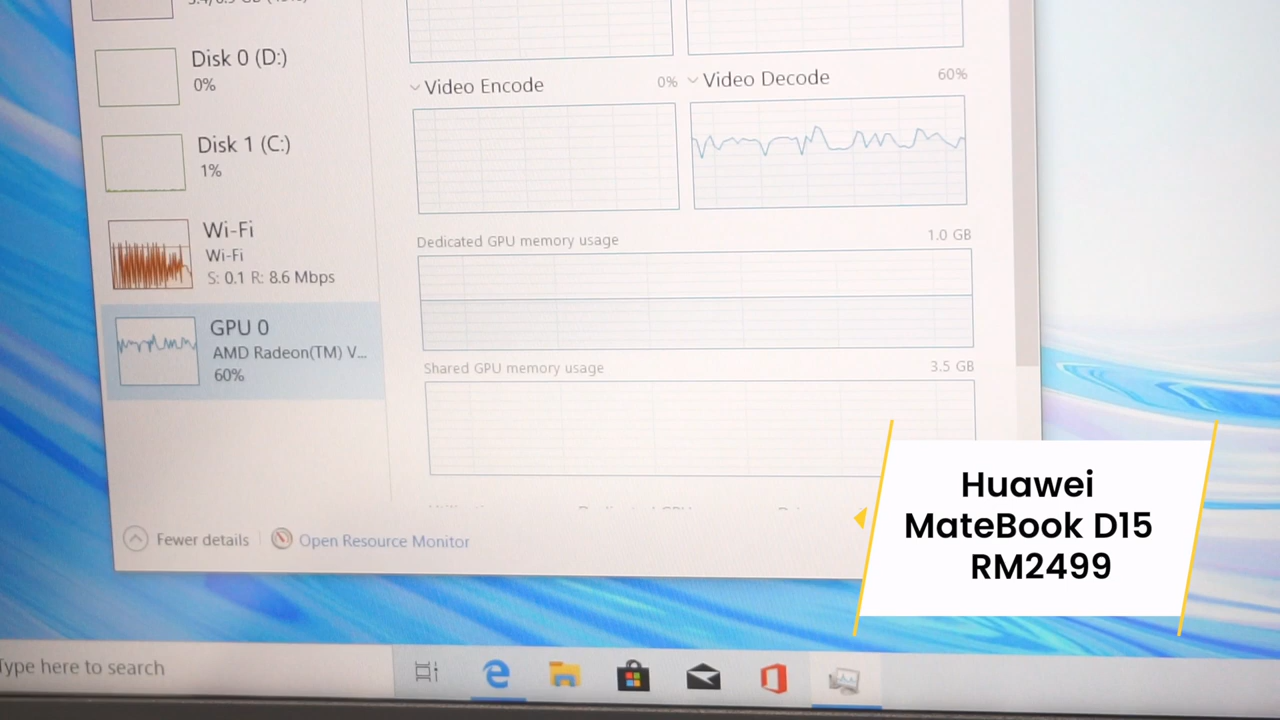 Disk 0 (D:)
0%
Disk 1 (C:)
1%
Wi-Fi
Wi-Fi
S: 0.1 R: 8.6 Mbps
GPU 0
AMD Radeon(TM) V...
60%
Video Encode 0%
Video Decode 60%
Dedicated GPU memory usage 1.0 GB
Shared GPU memory usage 3.5 GB
Fewer details
Open Resource Monitor
Huawei
MateBook D15
RM2499
Type here to search